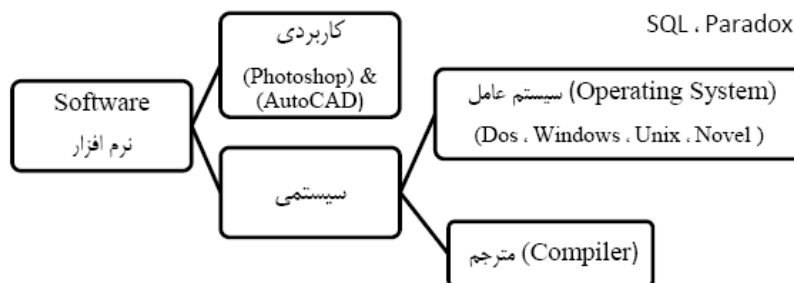 SQL ، Paradox
Software
نرم افزار
کاربردی
(Photoshop) &
(AutoCAD)
سیستمی
سیستم عامل (Operating System)
(Dos ، Windows ، Unix ، Novel )
مترجم (Compiler)